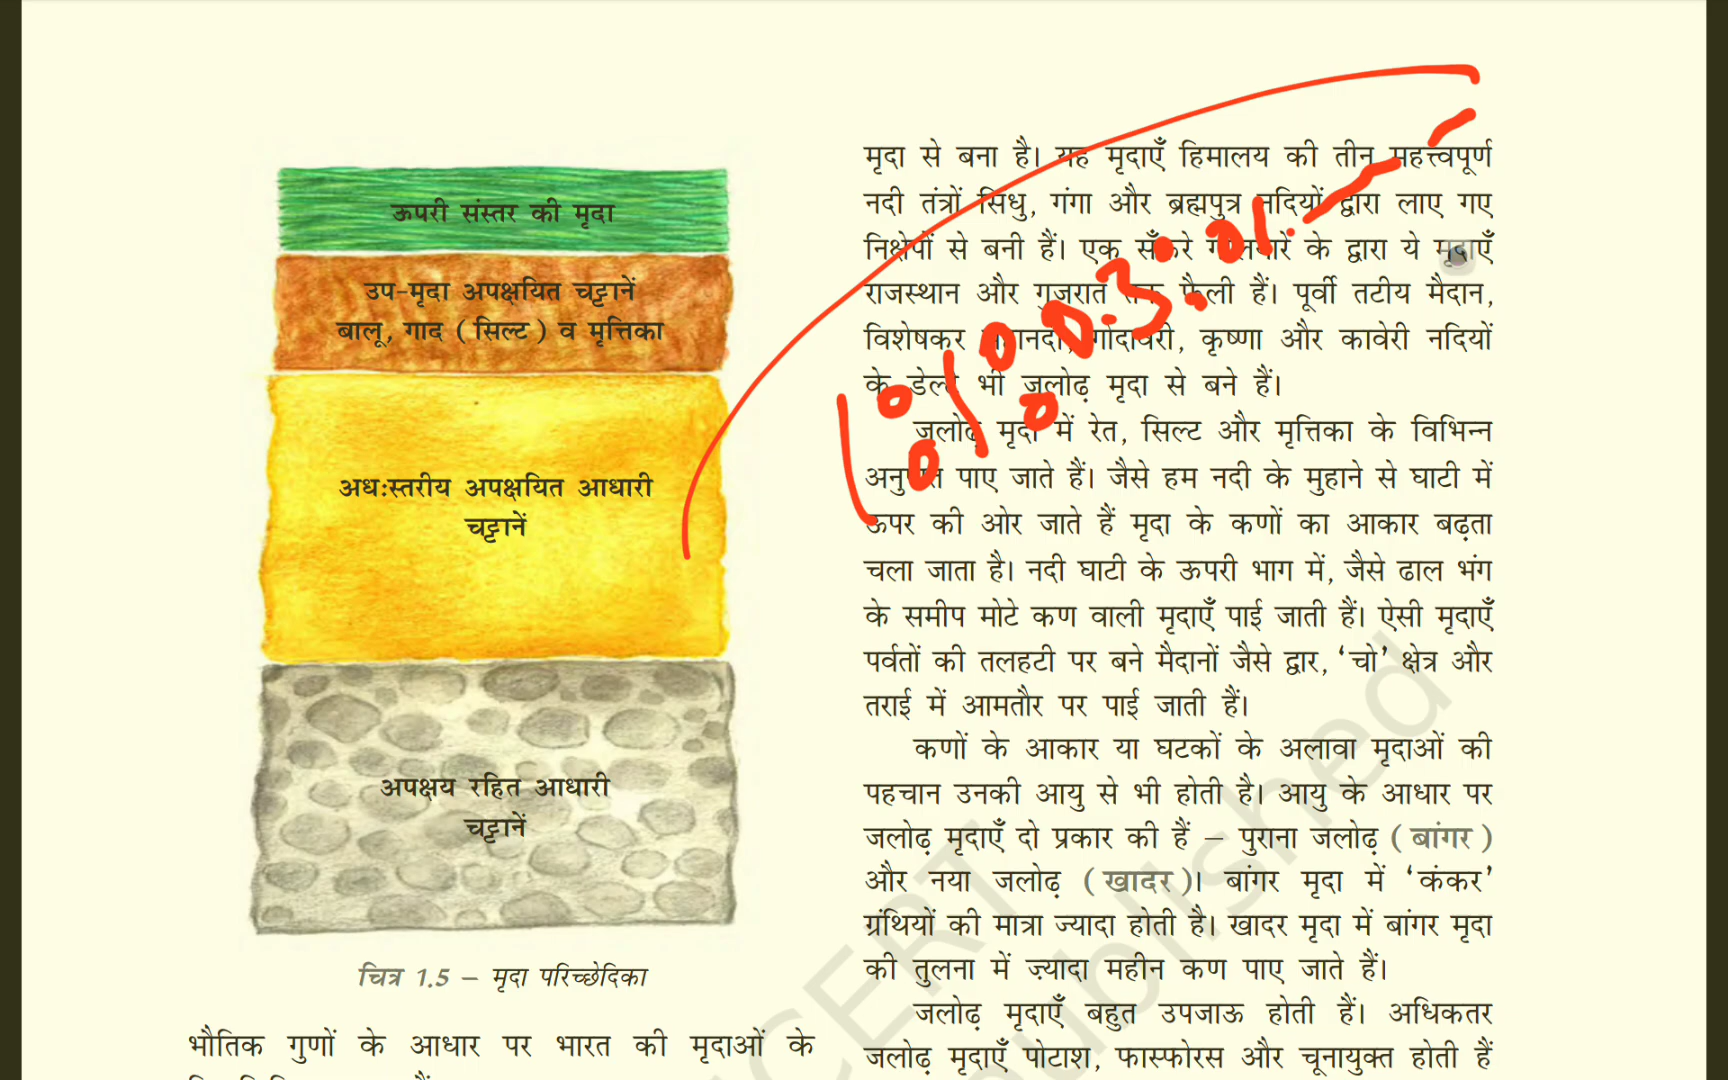 ऊपरी संस्तर की मृदा
उप-मृदा अपक्षयित चट्टानें
बालू, गाद (सिल्ट) व मृत्तिका
अधःस्तरीय अपक्षयित आधारी
चट्टानें
अपक्षय रहित आधारी
चट्टानें
चित्र 1.5 – मृदा परिच्छेदिका
भौतिक गुणों के आधार पर भारत की मृदाओं के
मृदा से बना है। यह मृदाएँ हिमालय की तीन महत्त्वपूर्ण
नदी तंत्रों सिंधु, गंगा और ब्रह्मपुत्र नदियों द्वारा लाए गए
निक्षेपों से बनी हैं। एक सँकरे के द्वारा ये मृदाएँ
राजस्थान और गुजरात तक फैली हैं। पूर्वी तटीय मैदान,
विशेषकर महानदी, गोदावरी, कृष्णा और कावेरी नदियों
के डेल्टे भी जलोढ़ मृदा से बने हैं।
जलोढ़ मृदा में रेत, सिल्ट और मृत्तिका के विभिन्न
अनुपात पाए जाते हैं। जैसे हम नदी के मुहाने से घाटी में
ऊपर की ओर जाते हैं मृदा के कणों का आकार बढ़ता
चला जाता है। नदी घाटी के ऊपरी भाग में, जैसे ढाल भंग
के समीप मोटे कण वाली मृदाएँ पाई जाती हैं। ऐसी मृदाएँ
पर्वतों की तलहटी पर बने मैदानों जैसे द्वार, ‘चो’ क्षेत्र और
तराई में आमतौर पर पाई जाती हैं।
कणों के आकार या घटकों के अलावा मृदाओं की
पहचान उनकी आयु से भी होती है। आयु के आधार पर
जलोढ़ मृदाएँ दो प्रकार की हैं – पुराना जलोढ़ (बांगर)
और नया जलोढ़ (खादर)। बांगर मृदा में ‘कंकर’
ग्रंथियों की मात्रा ज्यादा होती है। खादर मृदा में बांगर मृदा
की तुलना में ज़्यादा महीन कण पाए जाते हैं।
जलोढ़ मृदाएँ बहुत उपजाऊ होती हैं। अधिकतर
जलोढ़ मृदाएँ पोटाश, फास्फोरस और चूनायुक्त होती हैं